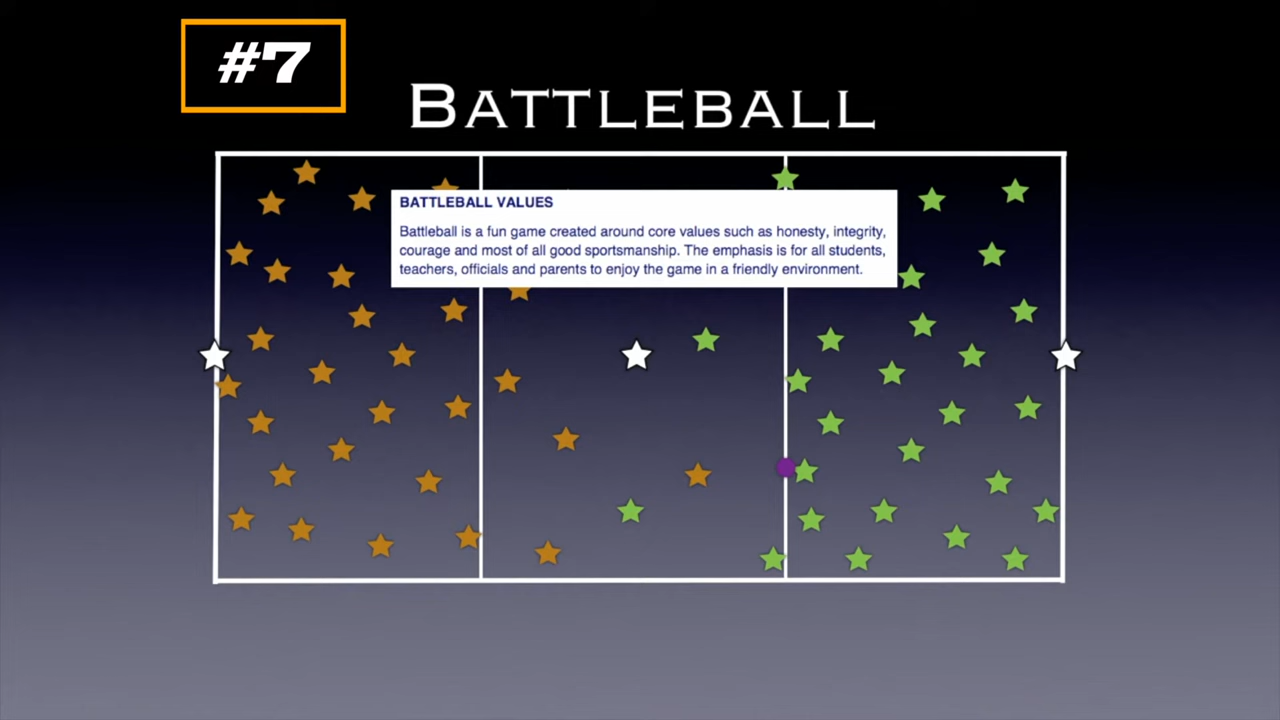 #7
BATTLEBALL
BATTLEBALL VALUES
Battleball is a fun game created around core values such as honesty, integrity,
courage and most of all good sportsmanship. The emphasis is for all students,
teachers, officials and parents to enjoy the game in a friendly environment.